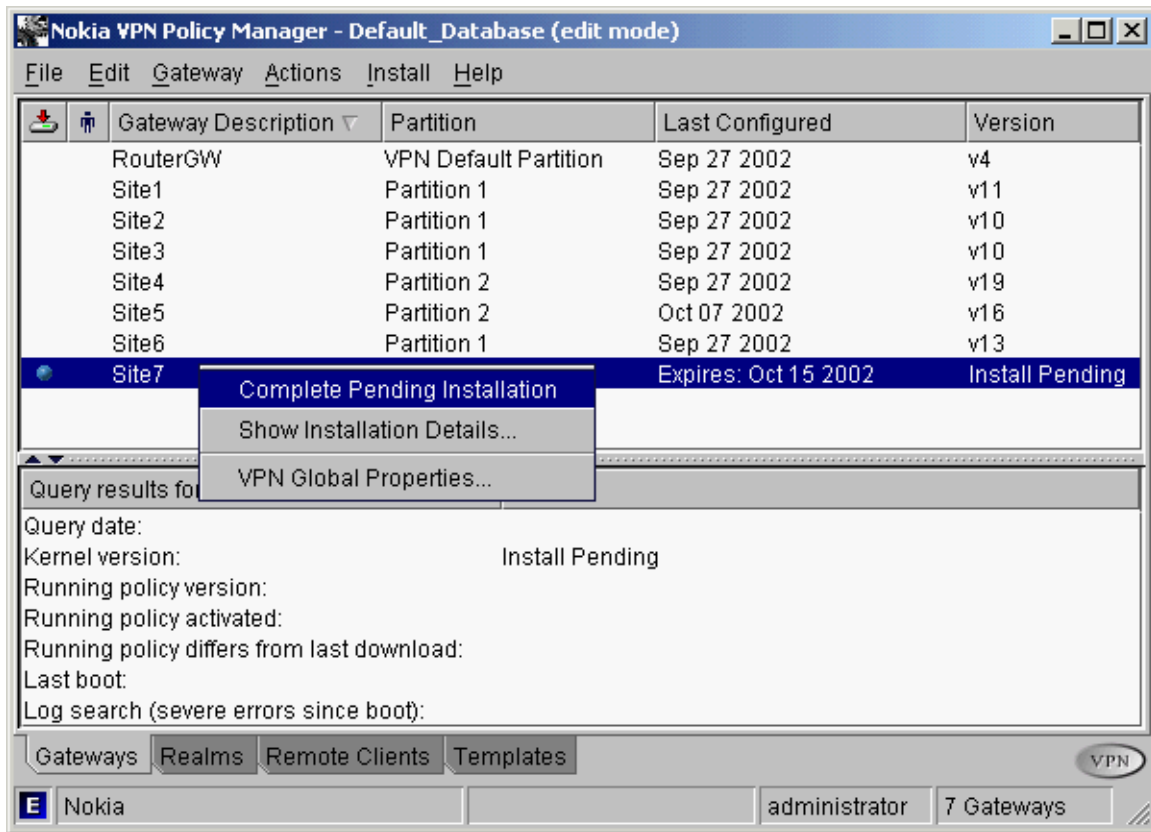 Nokia VPN Policy Manager - Default_Database (edit mode)
File Edit Gateway Actions Install Help
Gateway Description Partition Last Configured Version
RouterGW VPN Default Partition Sep 27 2002 v4
Site1 Partition 1 Sep 27 2002 v11
Site2 Partition 1 Sep 27 2002 v10
Site3 Partition 1 Sep 27 2002 v10
Site4 Partition 2 Sep 27 2002 v19
Site5 Partition 2 Oct 07 2002 v16
Site6 Partition 1 Sep 27 2002 v13
Site7 Expires: Oct 15 2002 Install Pending
Complete Pending Installation
Show Installation Details...
VPN Global Properties...
Query results for
Query date:
Kernel version: Install Pending
Running policy version:
Running policy activated:
Running policy differs from last download:
Last boot:
Log search (severe errors since boot):
Gateways Realms Remote Clients Templates VPN
E Nokia administrator 7 Gateways